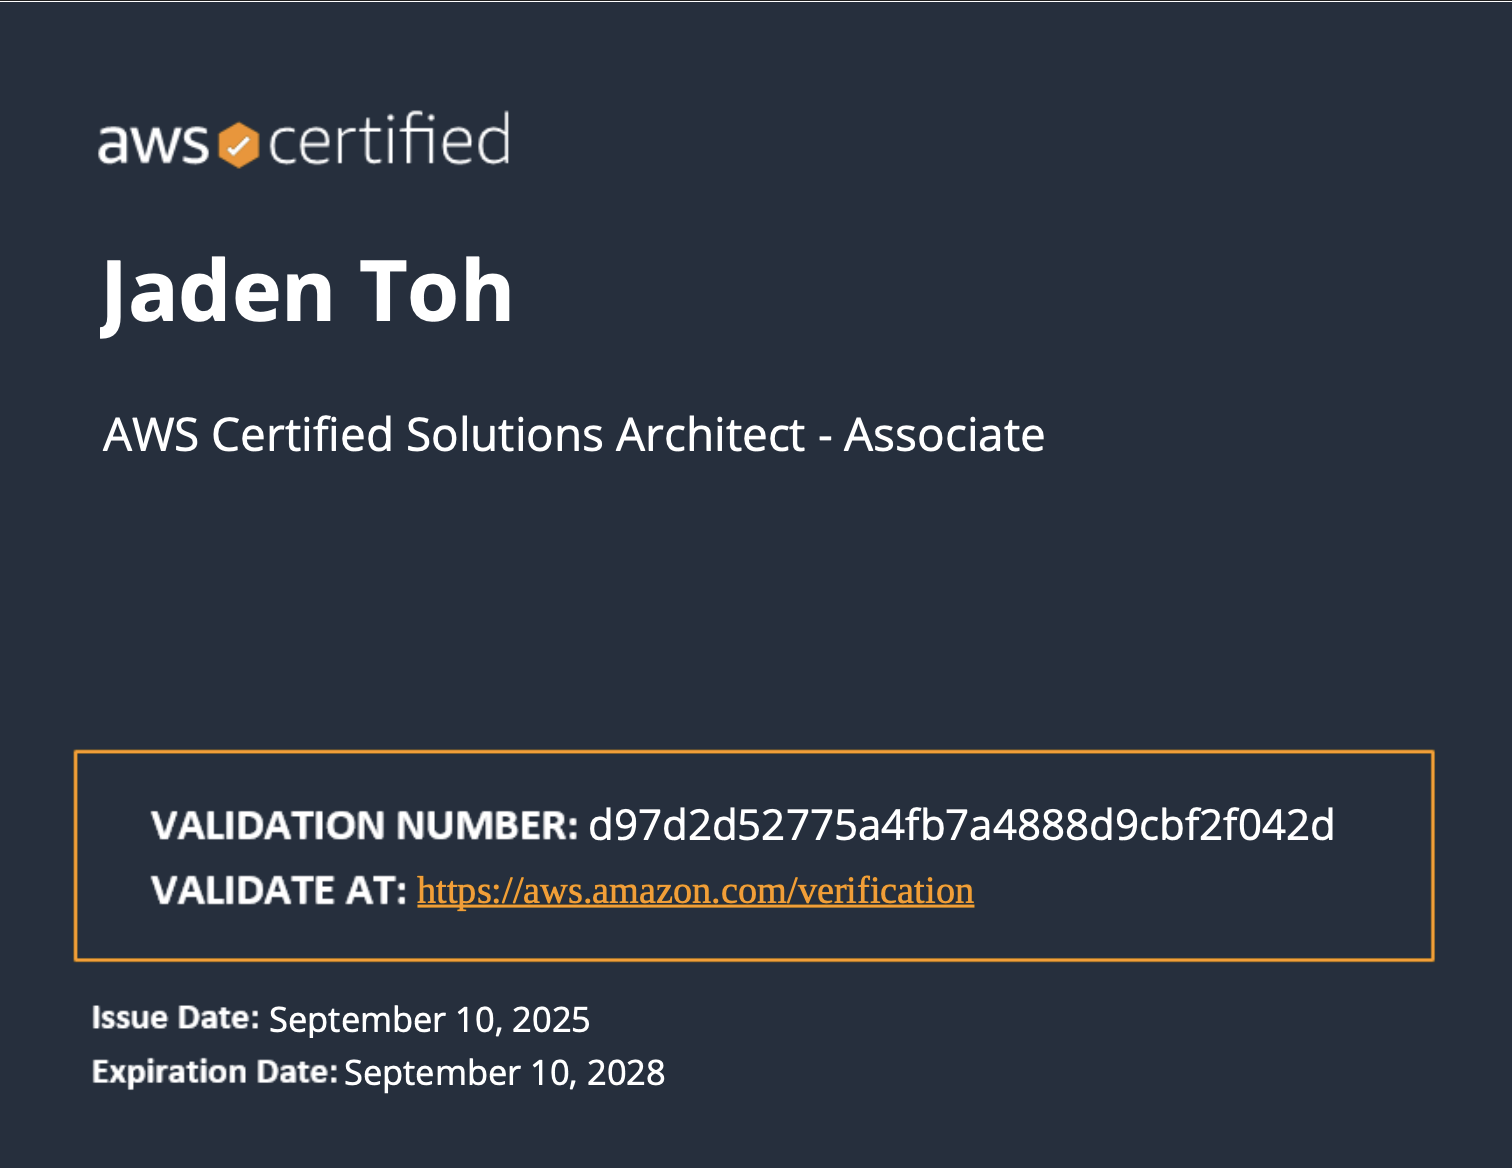 aws certified
Jaden Toh
AWS Certified Solutions Architect - Associate
VALIDATION NUMBER: d97d2d52775a4fb7a4888d9cbf2f042d
VALIDATE AT: https://aws.amazon.com/verification
Issue Date: September 10, 2025
Expiration Date: September 10, 2028